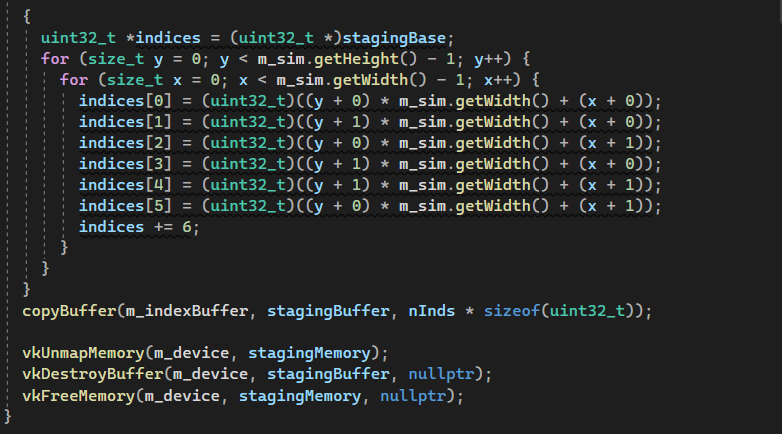 {
uint32_t *indices = (uint32_t *)stagingBase;
for (size_t y = 0; y < m_sim.getHeight() - 1; y++) {
for (size_t x = 0; x < m_sim.getWidth() - 1; x++) {
indices[0] = (uint32_t)((y + 0) * m_sim.getWidth() + (x + 0));
indices[1] = (uint32_t)((y + 1) * m_sim.getWidth() + (x + 0));
indices[2] = (uint32_t)((y + 0) * m_sim.getWidth() + (x + 1));
indices[3] = (uint32_t)((y + 1) * m_sim.getWidth() + (x + 0));
indices[4] = (uint32_t)((y + 1) * m_sim.getWidth() + (x + 1));
indices[5] = (uint32_t)((y + 0) * m_sim.getWidth() + (x + 1));
indices += 6;
}
}
}
copyBuffer(m_indexBuffer, stagingBuffer, nInds * sizeof(uint32_t));
vkUnmapMemory(m_device, stagingMemory);
vkDestroyBuffer(m_device, stagingBuffer, nullptr);
vkFreeMemory(m_device, stagingMemory, nullptr);
}